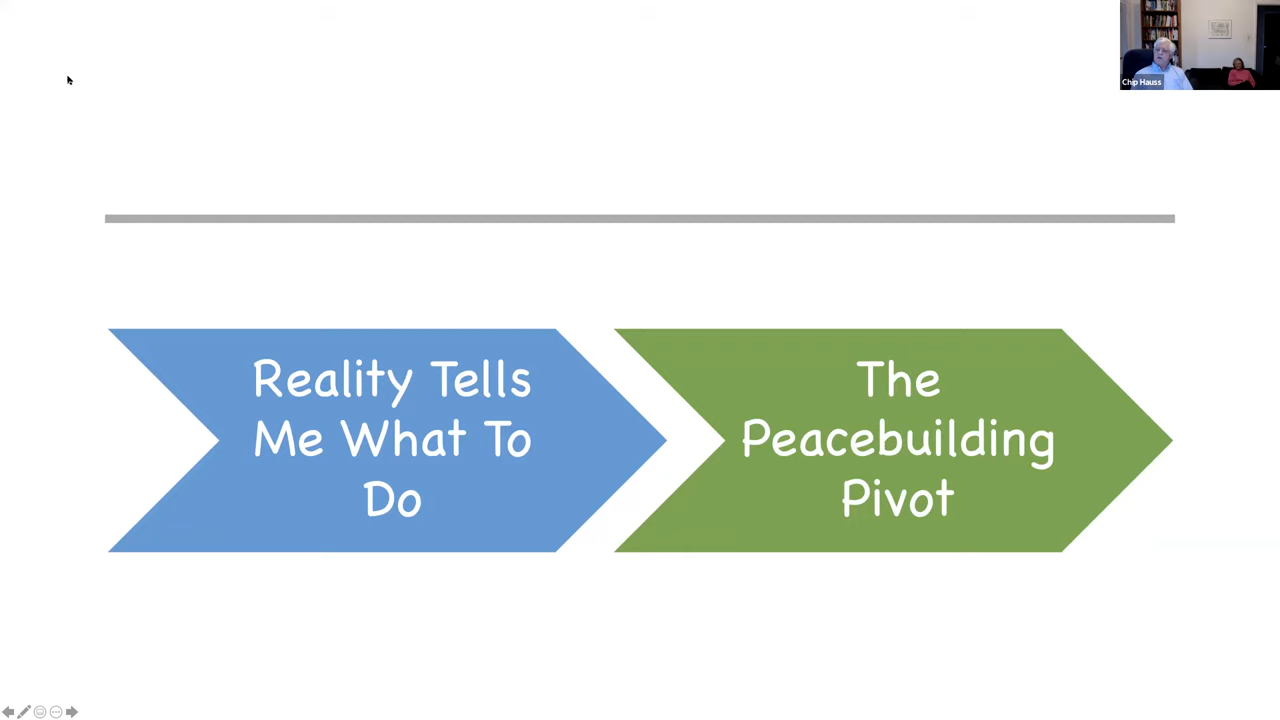 Chip Hauss
Reality Tells
Me What To
Do
The
Peacebuilding
Pivot